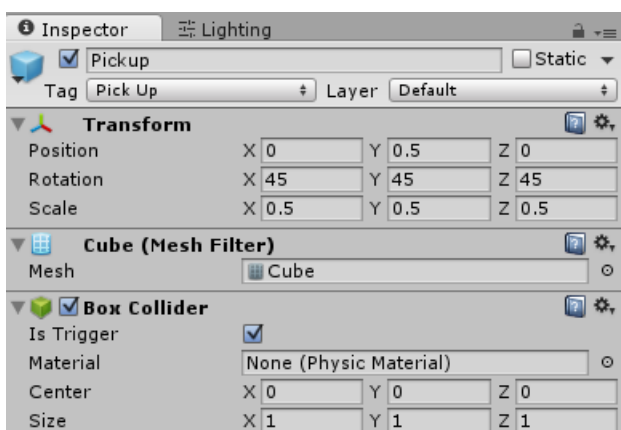 Inspector Lighting
Pickup Static
Tag Pick Up Layer Default
Transform
Position X 0 Y 0.5 Z 0
Rotation X 45 Y 45 Z 45
Scale X 0.5 Y 0.5 Z 0.5
Cube (Mesh Filter)
Mesh Cube
Box Collider
Is Trigger
Material None (Physic Material)
Center X 0 Y 0 Z 0
Size X 1 Y 1 Z 1